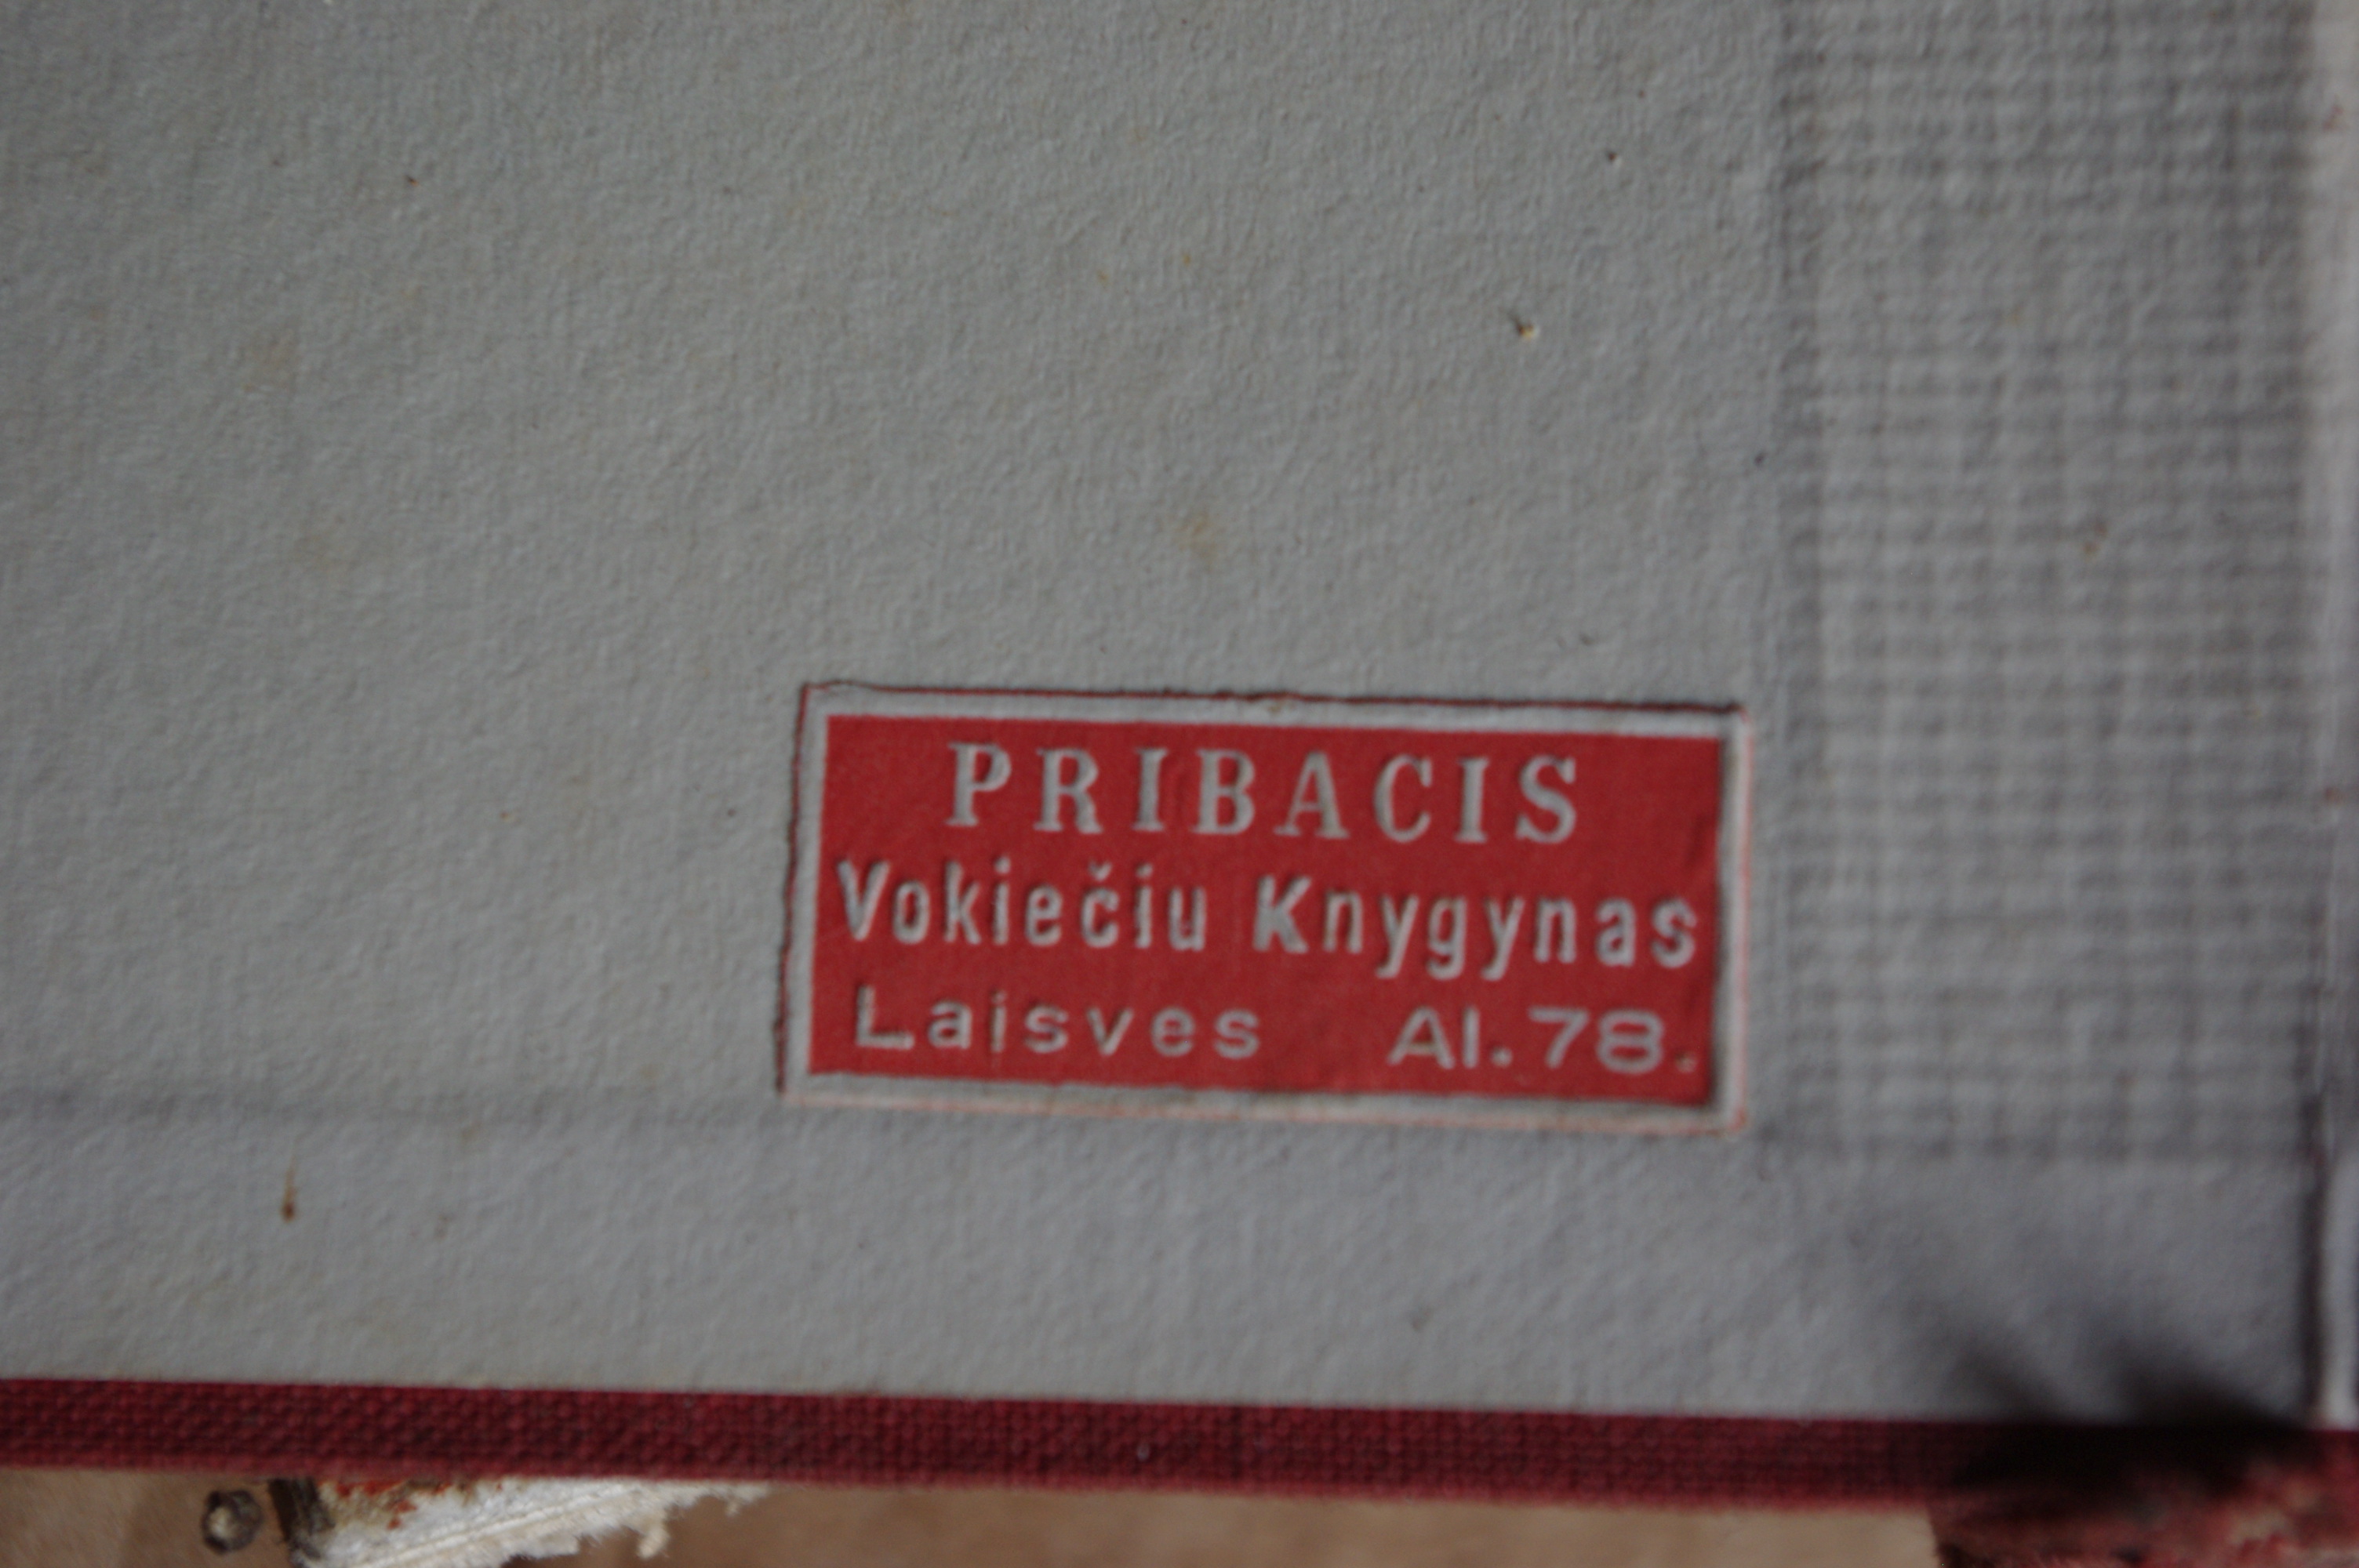 PRIBACIS
Vokiečiu Knygynas
Laisves Al. 78.